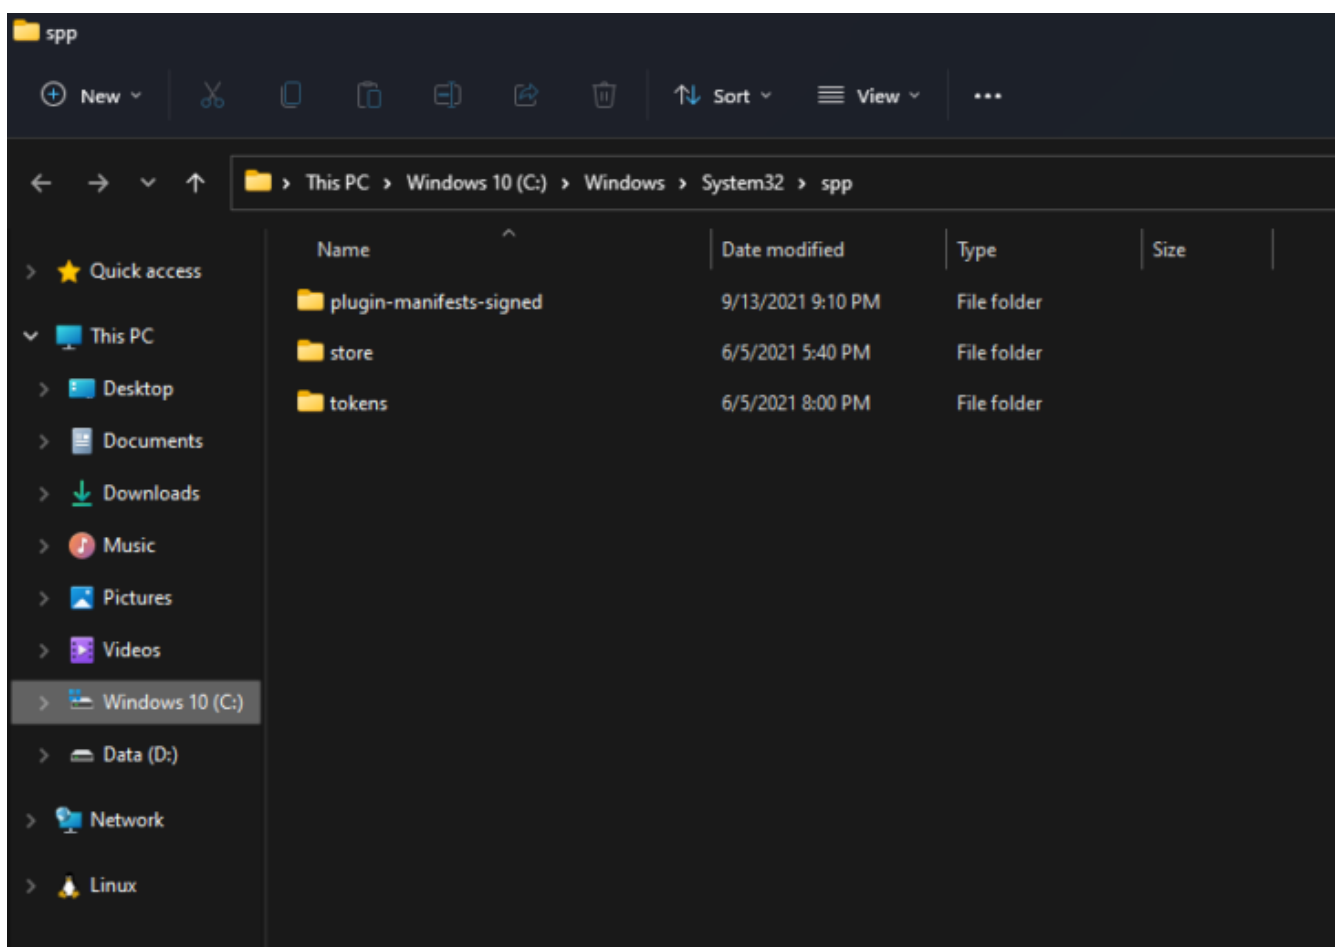 spp
New
Sort
View
This PC > Windows 10 (C:) > Windows > System32 > spp
Name Date modified Type Size
Quick access
This PC
Desktop
Documents
Downloads
Music
Pictures
Videos
Windows 10 (C:)
Data (D:)
Network
Linux
plugin-manifests-signed 9/13/2021 9:10 PM File folder
store 6/5/2021 5:40 PM File folder
tokens 6/5/2021 8:00 PM File folder